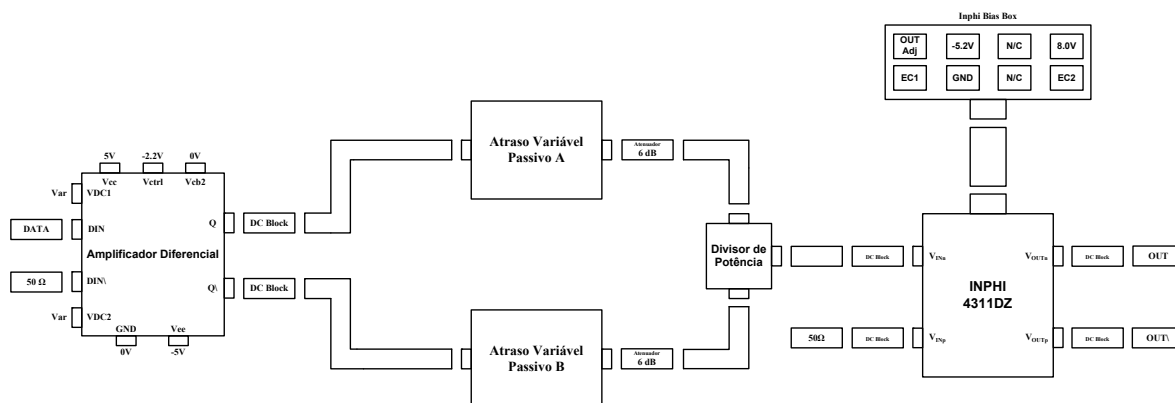 Inphi Bias Box
OUT
Adj
-5.2V
N/C
8.0V
EC1
GND
N/C
EC2
Atraso Variável
Passivo A
Atenuador
6 dB
5V
-2.2V
0V
Vcc
Vctrl
Vcb2
Var
VDC1
DATA
DIN
Q
DC Block
Amplificador Diferencial
50 Ω
DIN\
Q\
DC Block
Var
VDC2
GND
Vee
0V
-5V
Divisor de
Potência
DC Block
VINn
VOUTn
DC Block
OUT
INPHI
4311DZ
50Ω
DC Block
VINp
VOUTp
DC Block
OUT\
Atraso Variável
Passivo B
Atenuador
6 dB